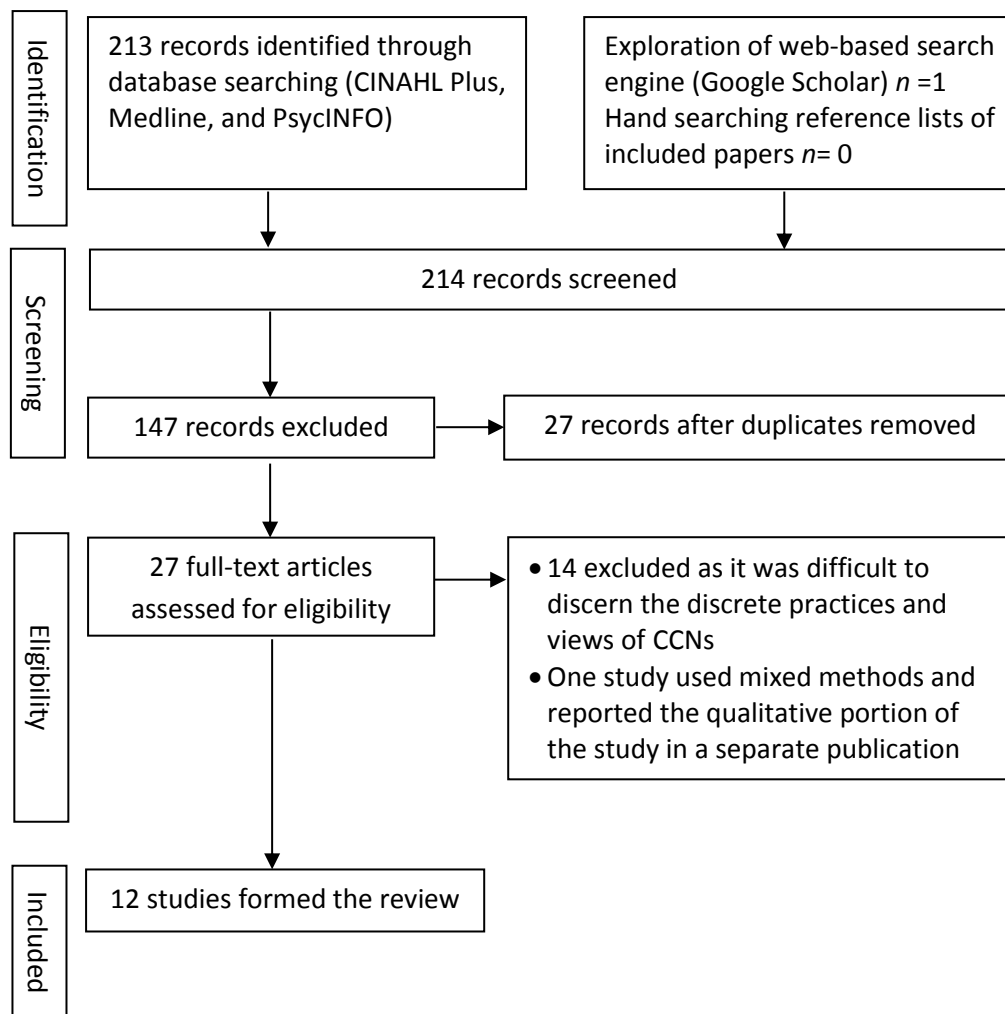 Identification
213 records identified through
database searching (CINAHL Plus,
Medline, and PsycINFO)
Exploration of web-based search
engine (Google Scholar) n =1
Hand searching reference lists of
included papers n= 0
Screening
214 records screened
147 records excluded
27 records after duplicates removed
Eligibility
27 full-text articles
assessed for eligibility
• 14 excluded as it was difficult to
discern the discrete practices and
views of CCNs
• One study used mixed methods and
reported the qualitative portion of
the study in a separate publication
Included
12 studies formed the review